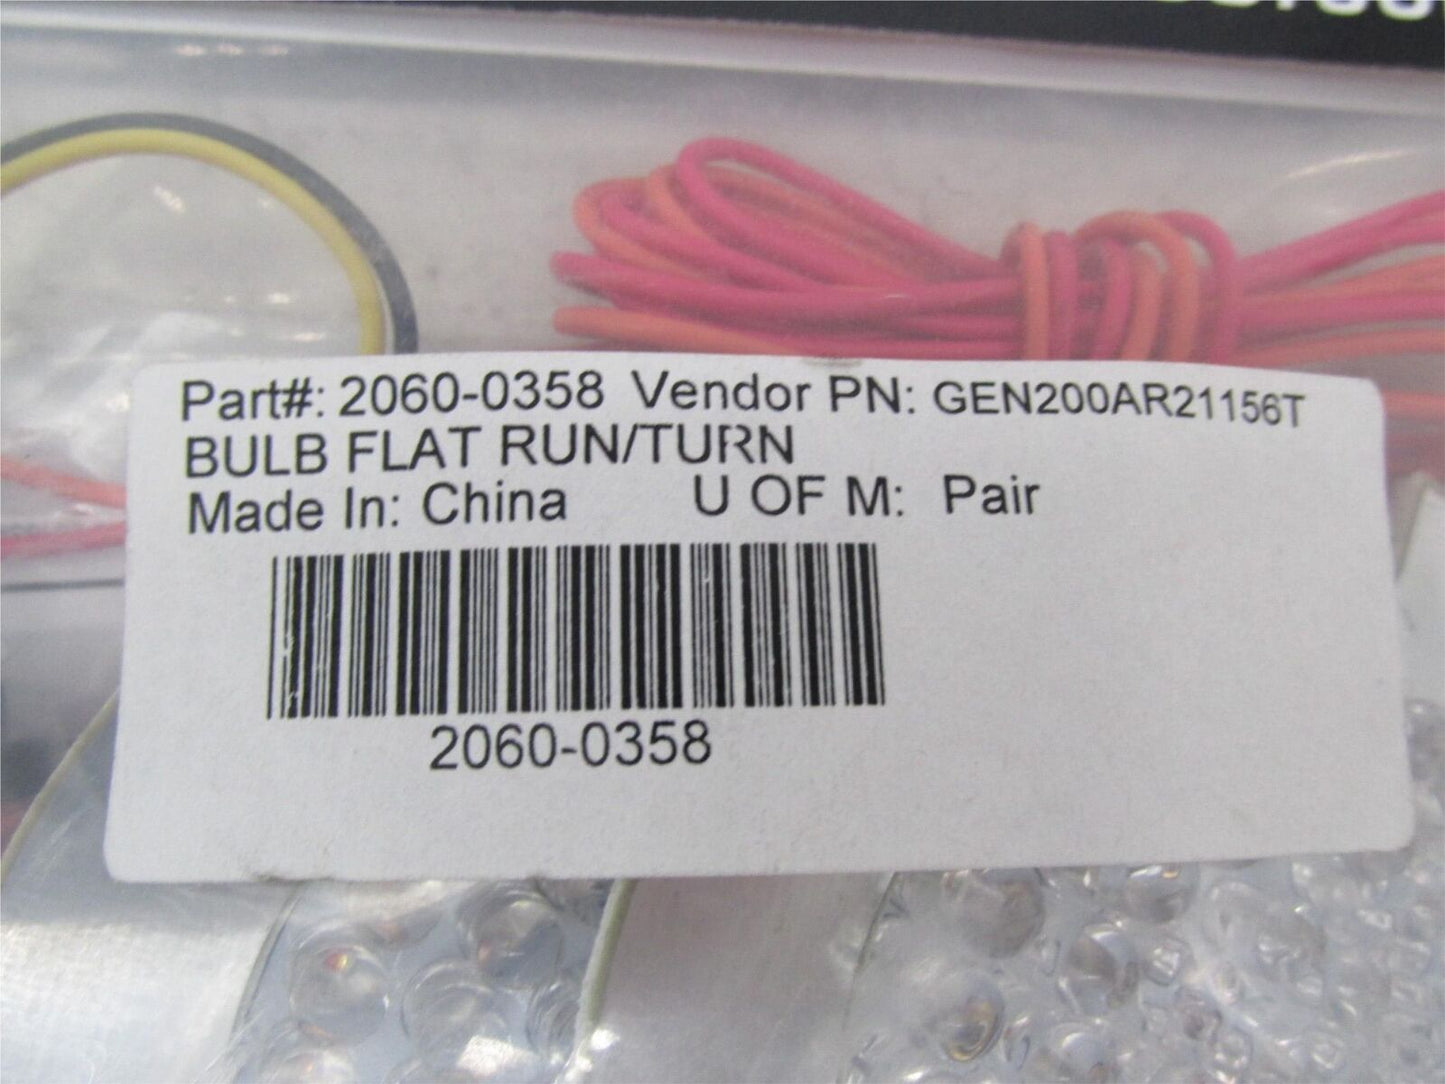 Part#: 2060-0358 Vendor PN: GEN200AR21156T
BULB FLAT RUN/TURN
Made In: China U OF M: Pair
2060-0358